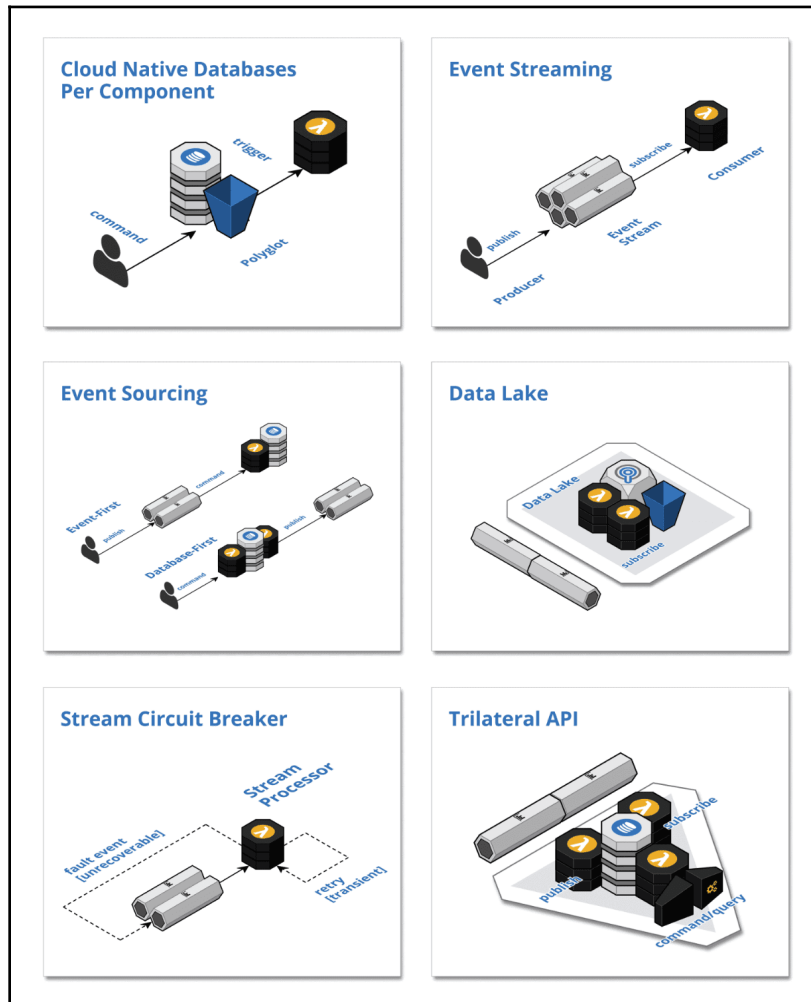 Cloud Native Databases
Per Component
trigger
command
Polyglot
Event Streaming
subscribe
Consumer
publish
Event
Stream
Producer
Event Sourcing
command
Event-First
publish
publish
Database-First
command
Data Lake
Data Lake
subscribe
Stream Circuit Breaker
Stream
Processor
fault event
[unrecoverable]
retry
[transient]
Trilateral API
subscribe
publish
command/query